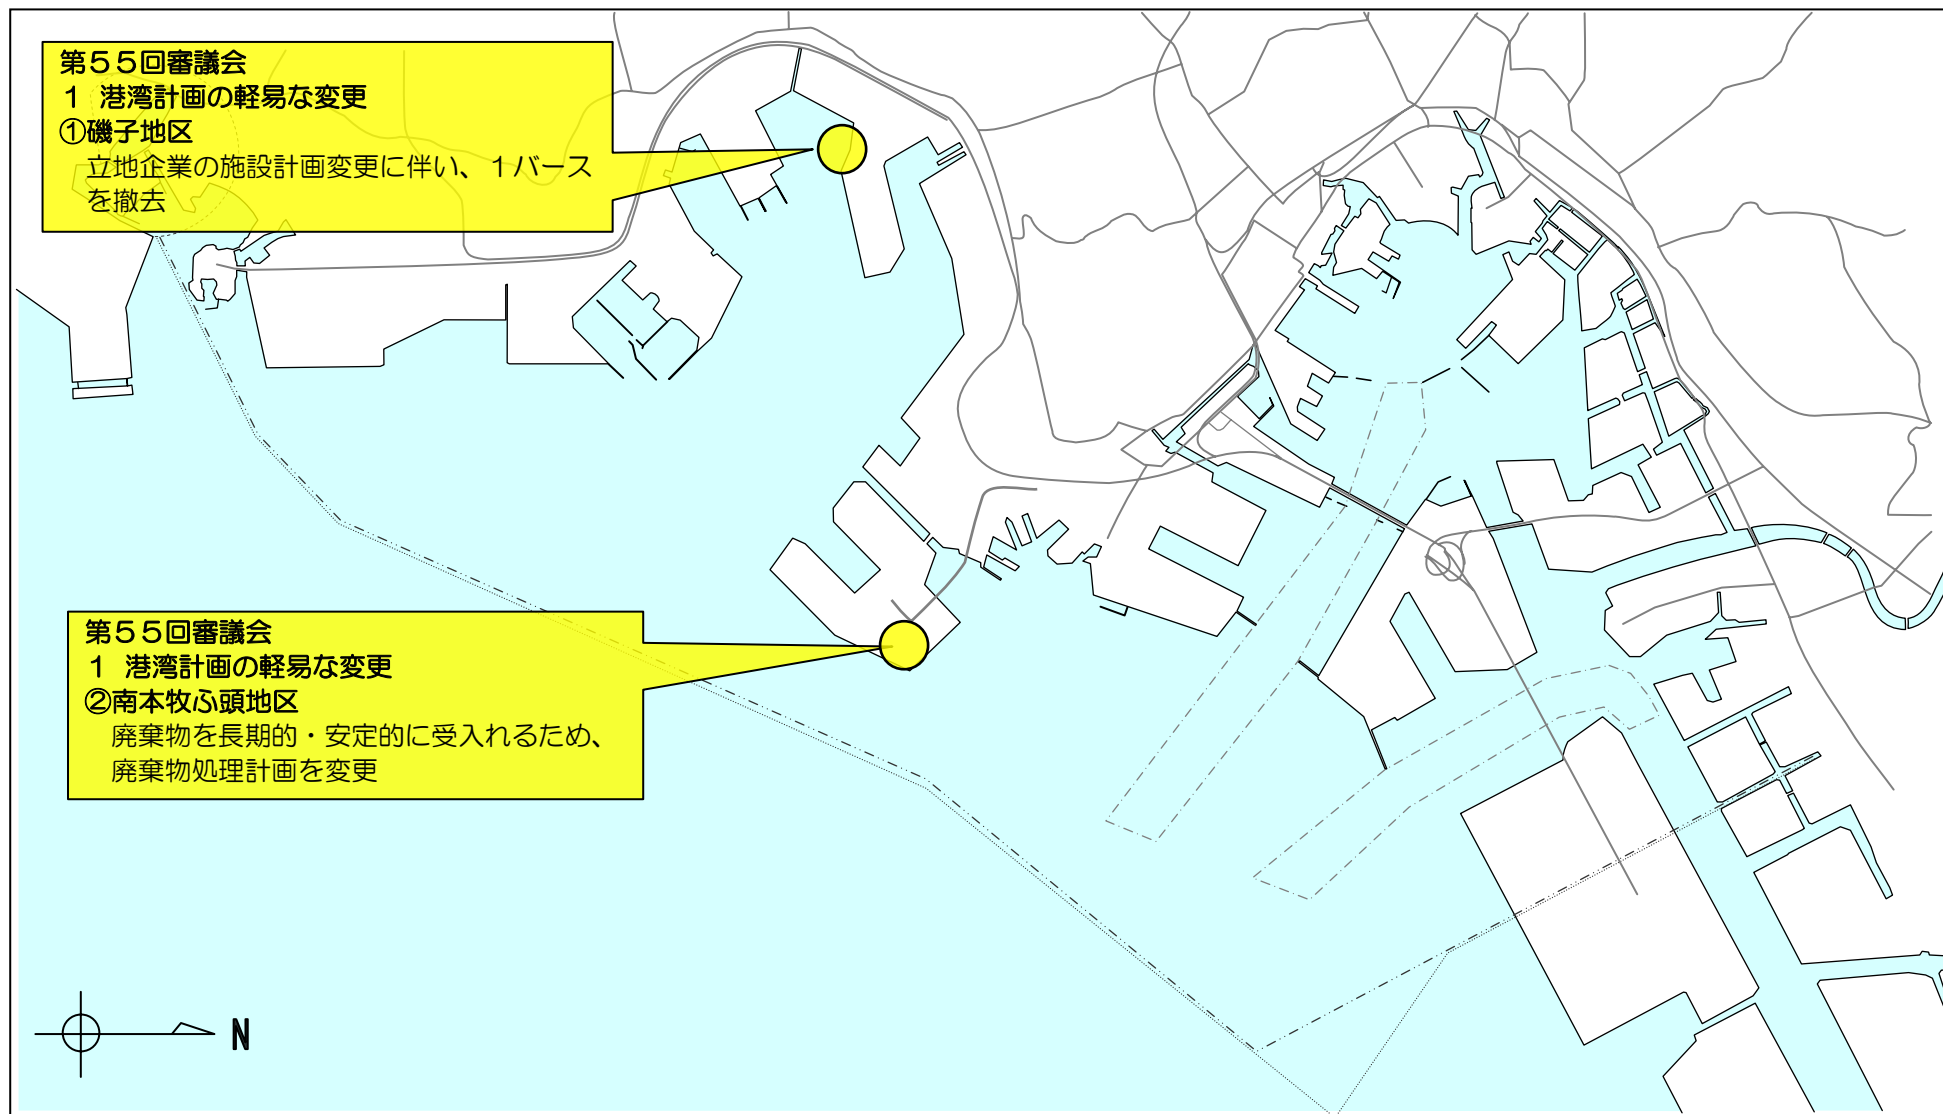 第５５回審議会
１ 港湾計画の軽易な変更
①磯子地区
立地企業の施設計画変更に伴い、１バース
を撤去
第５５回審議会
１ 港湾計画の軽易な変更
②南本牧ふ頭地区
廃棄物を長期的・安定的に受入れるため、
廃棄物処理計画を変更
N